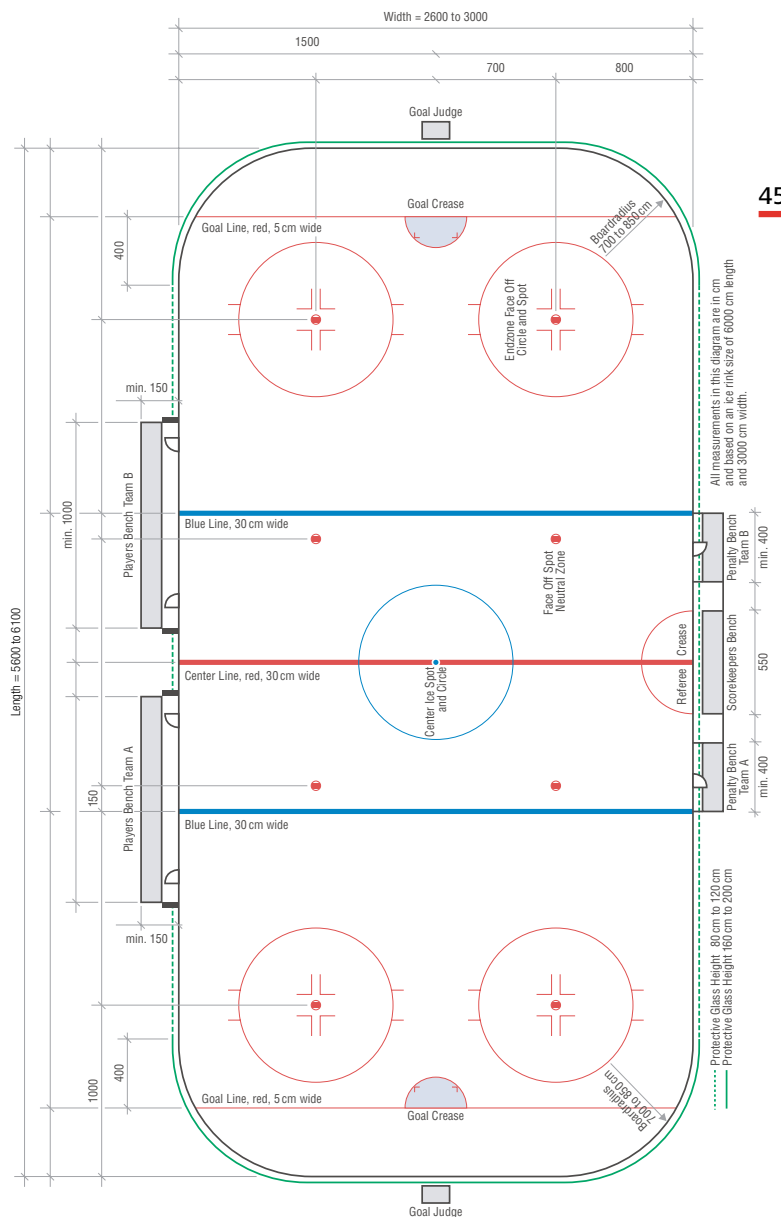 Width = 2600 to 3000
1500
700
800
Goal Judge
45
Goal Crease
Goal Line, red, 5 cm wide
Boardradius
700 to 850 cm
400
Endzone Face Off
Circle and Spot
All measurements in this diagram are in cm
and based on an ice rink size of 6000 cm length
and 3000 cm width.
min. 150
Players Bench Team B
min. 1000
Blue Line, 30 cm wide
Face Off Spot
Neutral Zone
Penalty Bench
Team B
min. 400
Length = 5600 to 6100
Center Line, red, 30 cm wide
Center Ice Spot
and Circle
Referee Crease
Scorekeepers Bench
550
Players Bench Team A
150
Penalty Bench
Team A
min. 400
Blue Line, 30 cm wide
min. 150
Protective Glass Height 80 cm to 120 cm
Protective Glass Height 160 cm to 200 cm
1000
400
Goal Line, red, 5 cm wide
Goal Crease
Boardradius
700 to 850 cm
Goal Judge